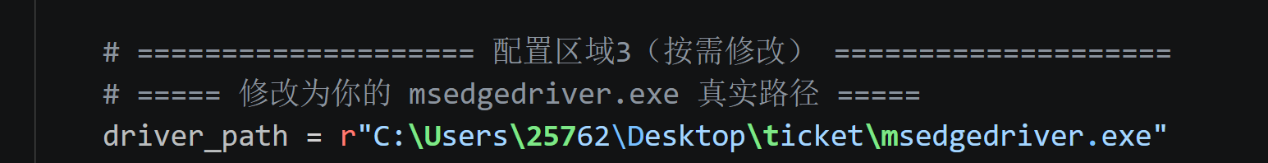 # ==================== 配置区域3（按需修改） ====================
# ===== 修改为你的 msedgedriver.exe 真实路径 =====
driver_path = r"C:\Users\25762\Desktop\ticket\msedgedriver.exe"